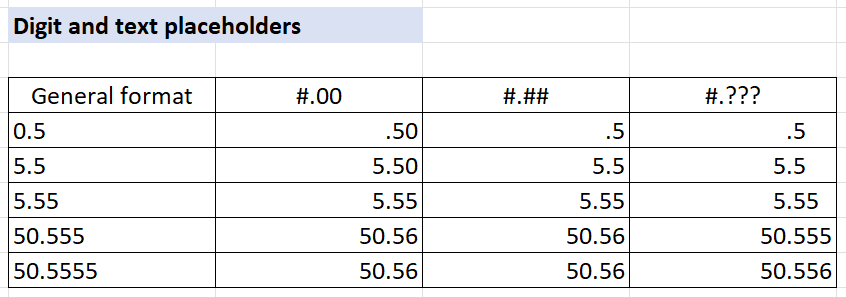 Digit and text placeholders
General format #.00 #.## #.???
0.5 .50 .5 .5
5.5 5.50 5.5 5.5
5.55 5.55 5.55 5.55
50.555 50.56 50.56 50.555
50.5555 50.56 50.56 50.556